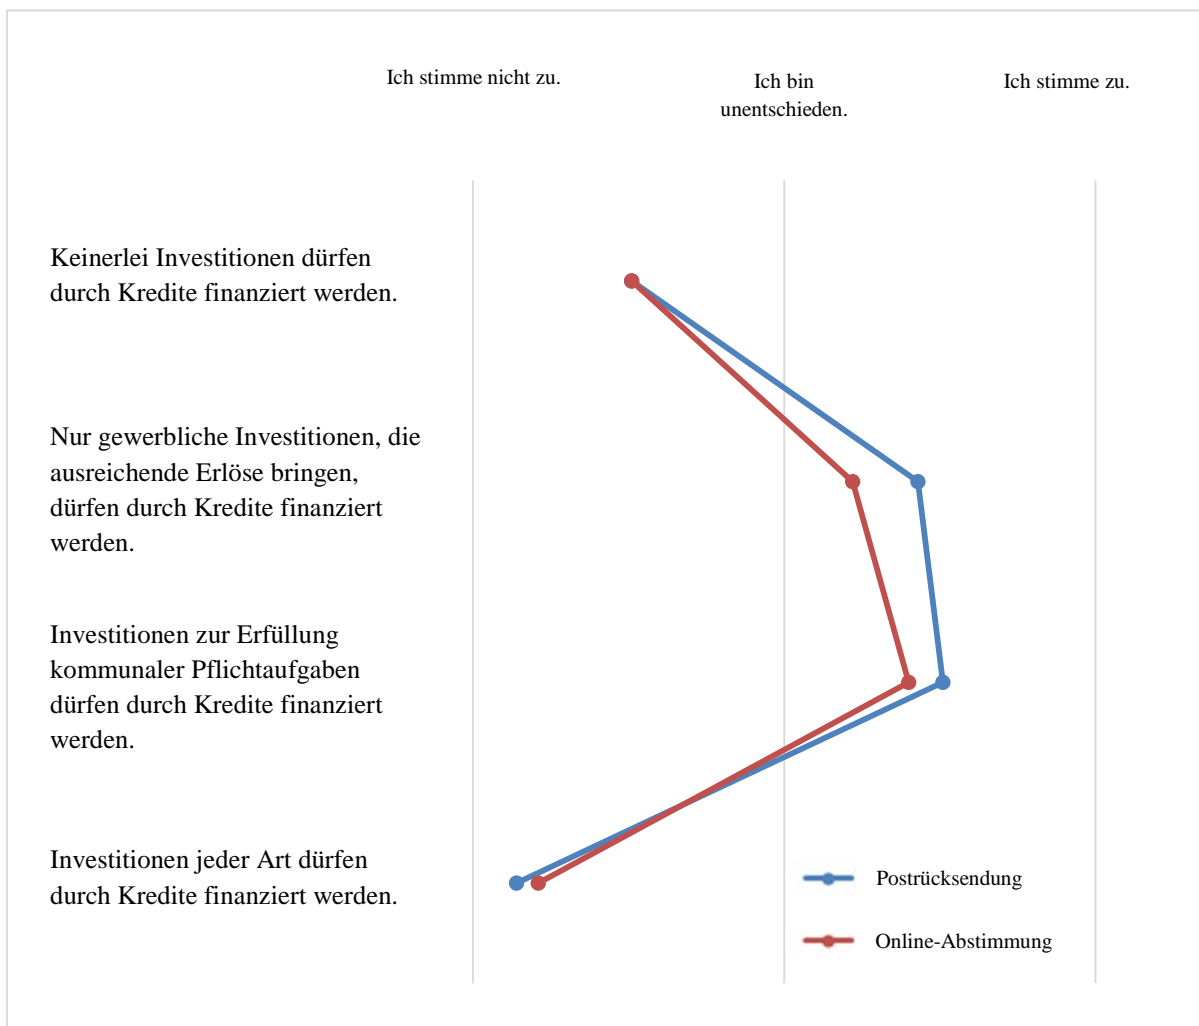 Ich stimme nicht zu.
Ich bin
unentschieden.
Ich stimme zu.
Keinerlei Investitionen dürfen
durch Kredite finanziert werden.
Nur gewerbliche Investitionen, die
ausreichende Erlöse bringen,
dürfen durch Kredite finanziert
werden.
Investitionen zur Erfüllung
kommunaler Pflichtaufgaben
dürfen durch Kredite finanziert
werden.
Investitionen jeder Art dürfen
durch Kredite finanziert werden.
Postrücksendung
Online-Abstimmung